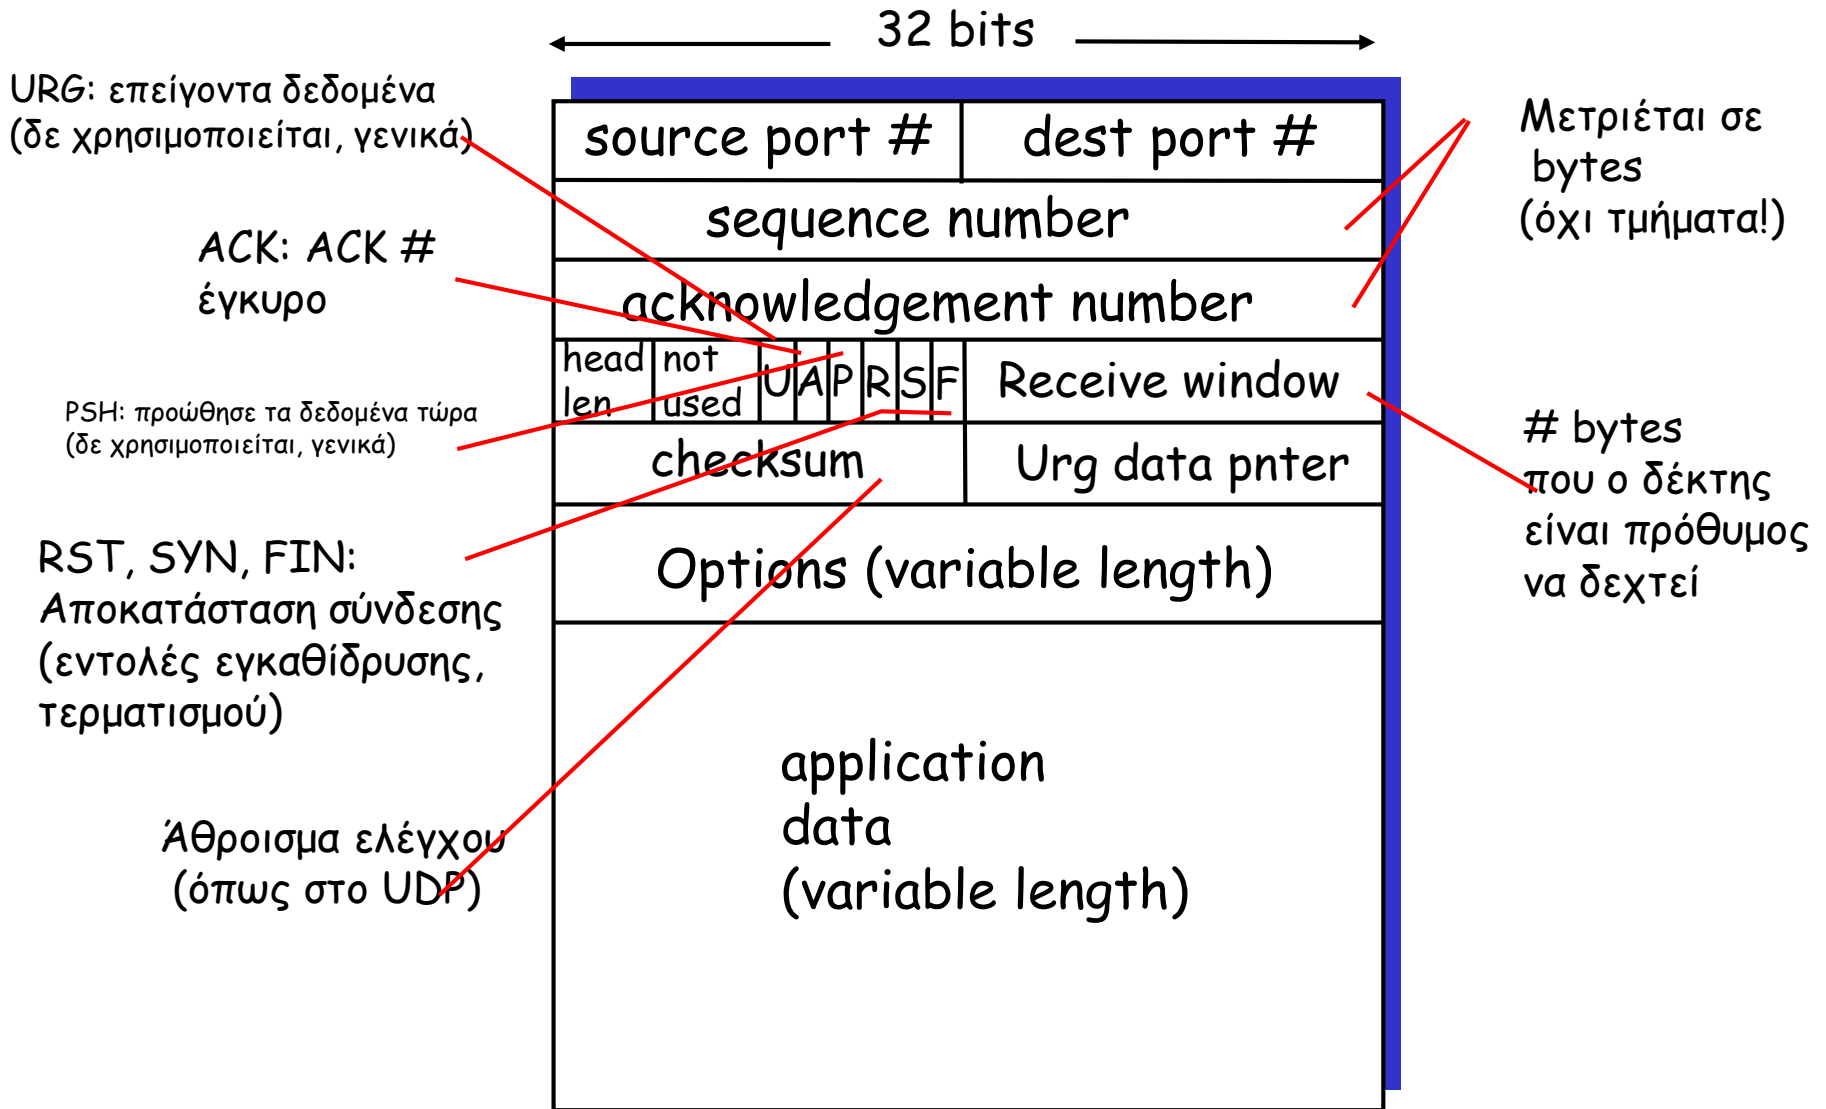 32 bits
URG: επείγοντα δεδομένα
(δε χρησιμοποιείται, γενικά)
ACK: ACK #
έγκυρο
PSH: προώθησε τα δεδομένα τώρα
(δε χρησιμοποιείται, γενικά)
RST, SYN, FIN:
Αποκατάσταση σύνδεσης
(εντολές εγκαθίδρυσης,
τερματισμού)
Άθροισμα ελέγχου
(όπως στο UDP)
source port #
dest port #
sequence number
acknowledgement number
head
len
not
used
U
A
P
R
S
F
Receive window
checksum
Urg data pnter
Options (variable length)
application
data
(variable length)
Μετριέται σε
bytes
(όχι τμήματα!)
# bytes
που ο δέκτης
είναι πρόθυμος
να δεχτεί